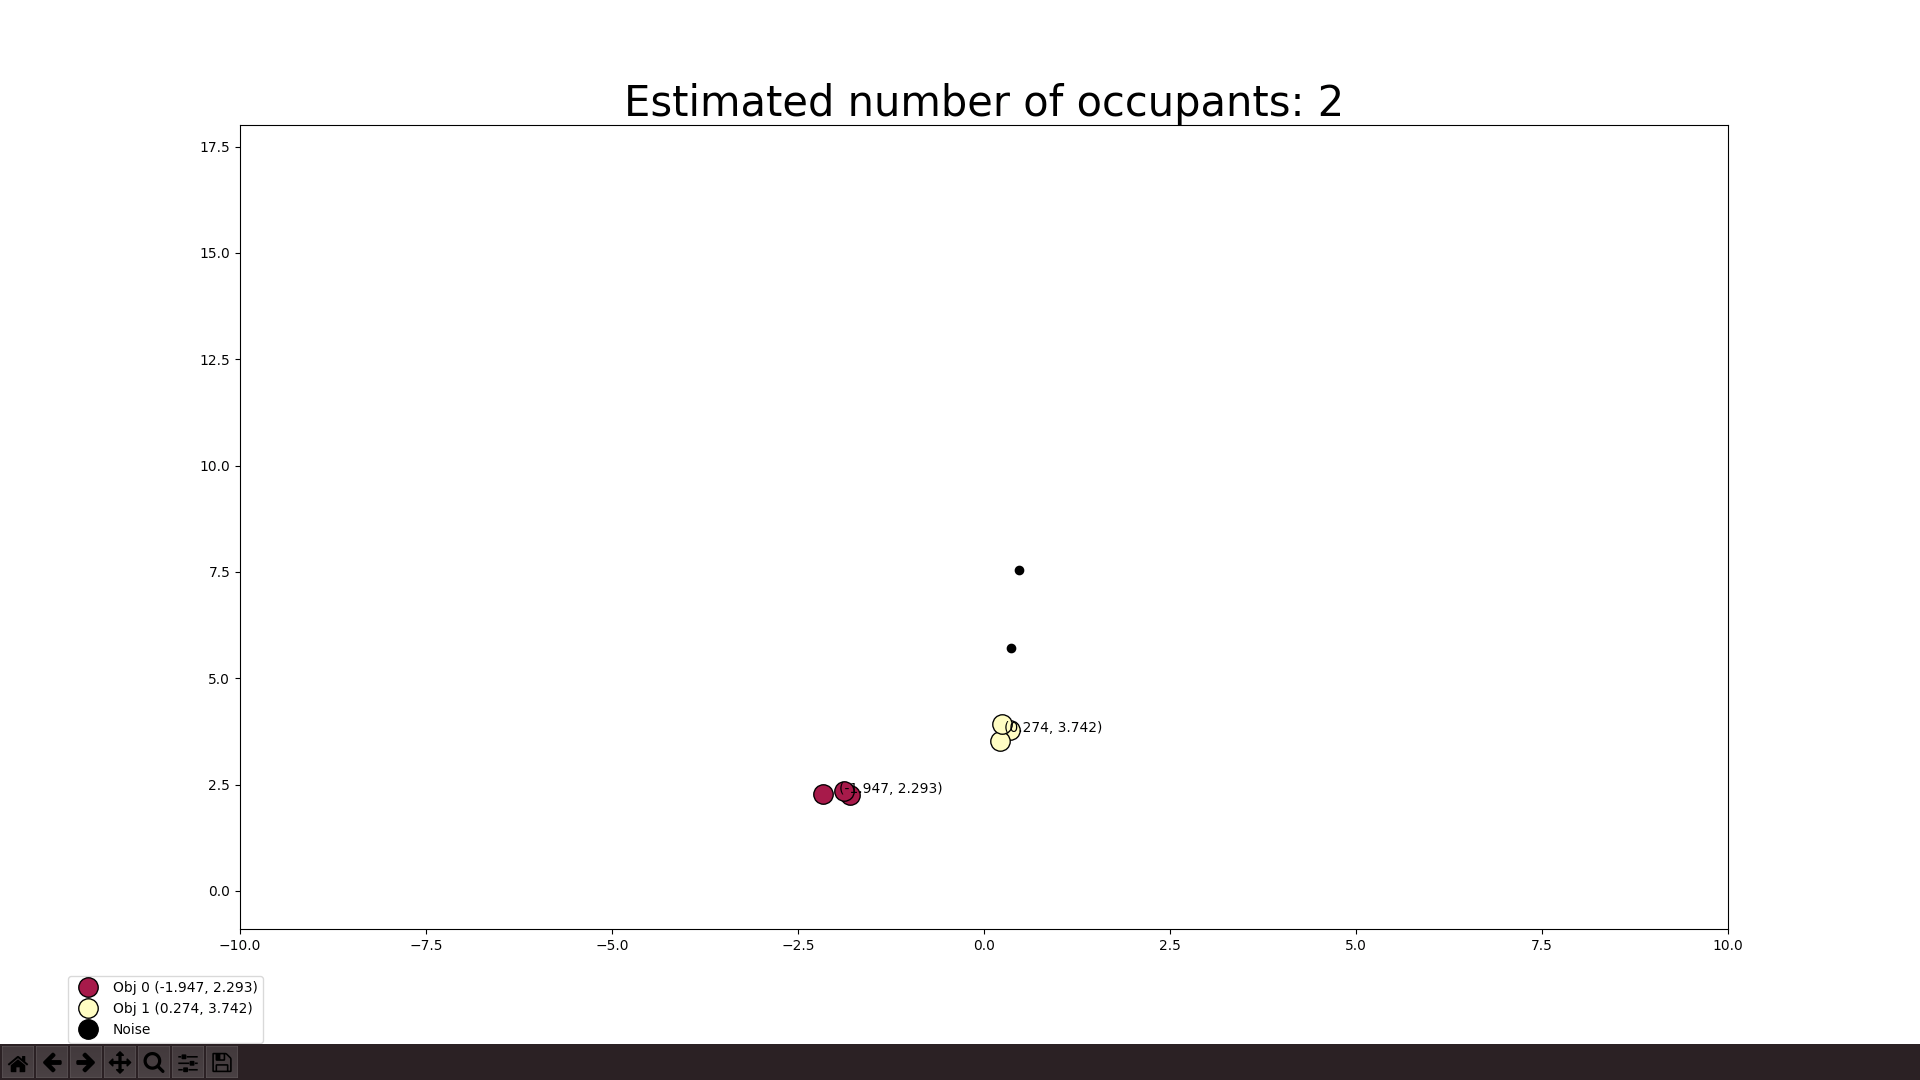 Estimated number of occupants: 2
17.5
15.0
12.5
10.0
7.5
5.0
(0.274, 3.742)
2.5
(-1.947, 2.293)
0.0
−10.0 −7.5 −5.0 −2.5 0.0 2.5 5.0 7.5 10.0
Obj 0 (-1.947, 2.293)
Obj 1 (0.274, 3.742)
Noise